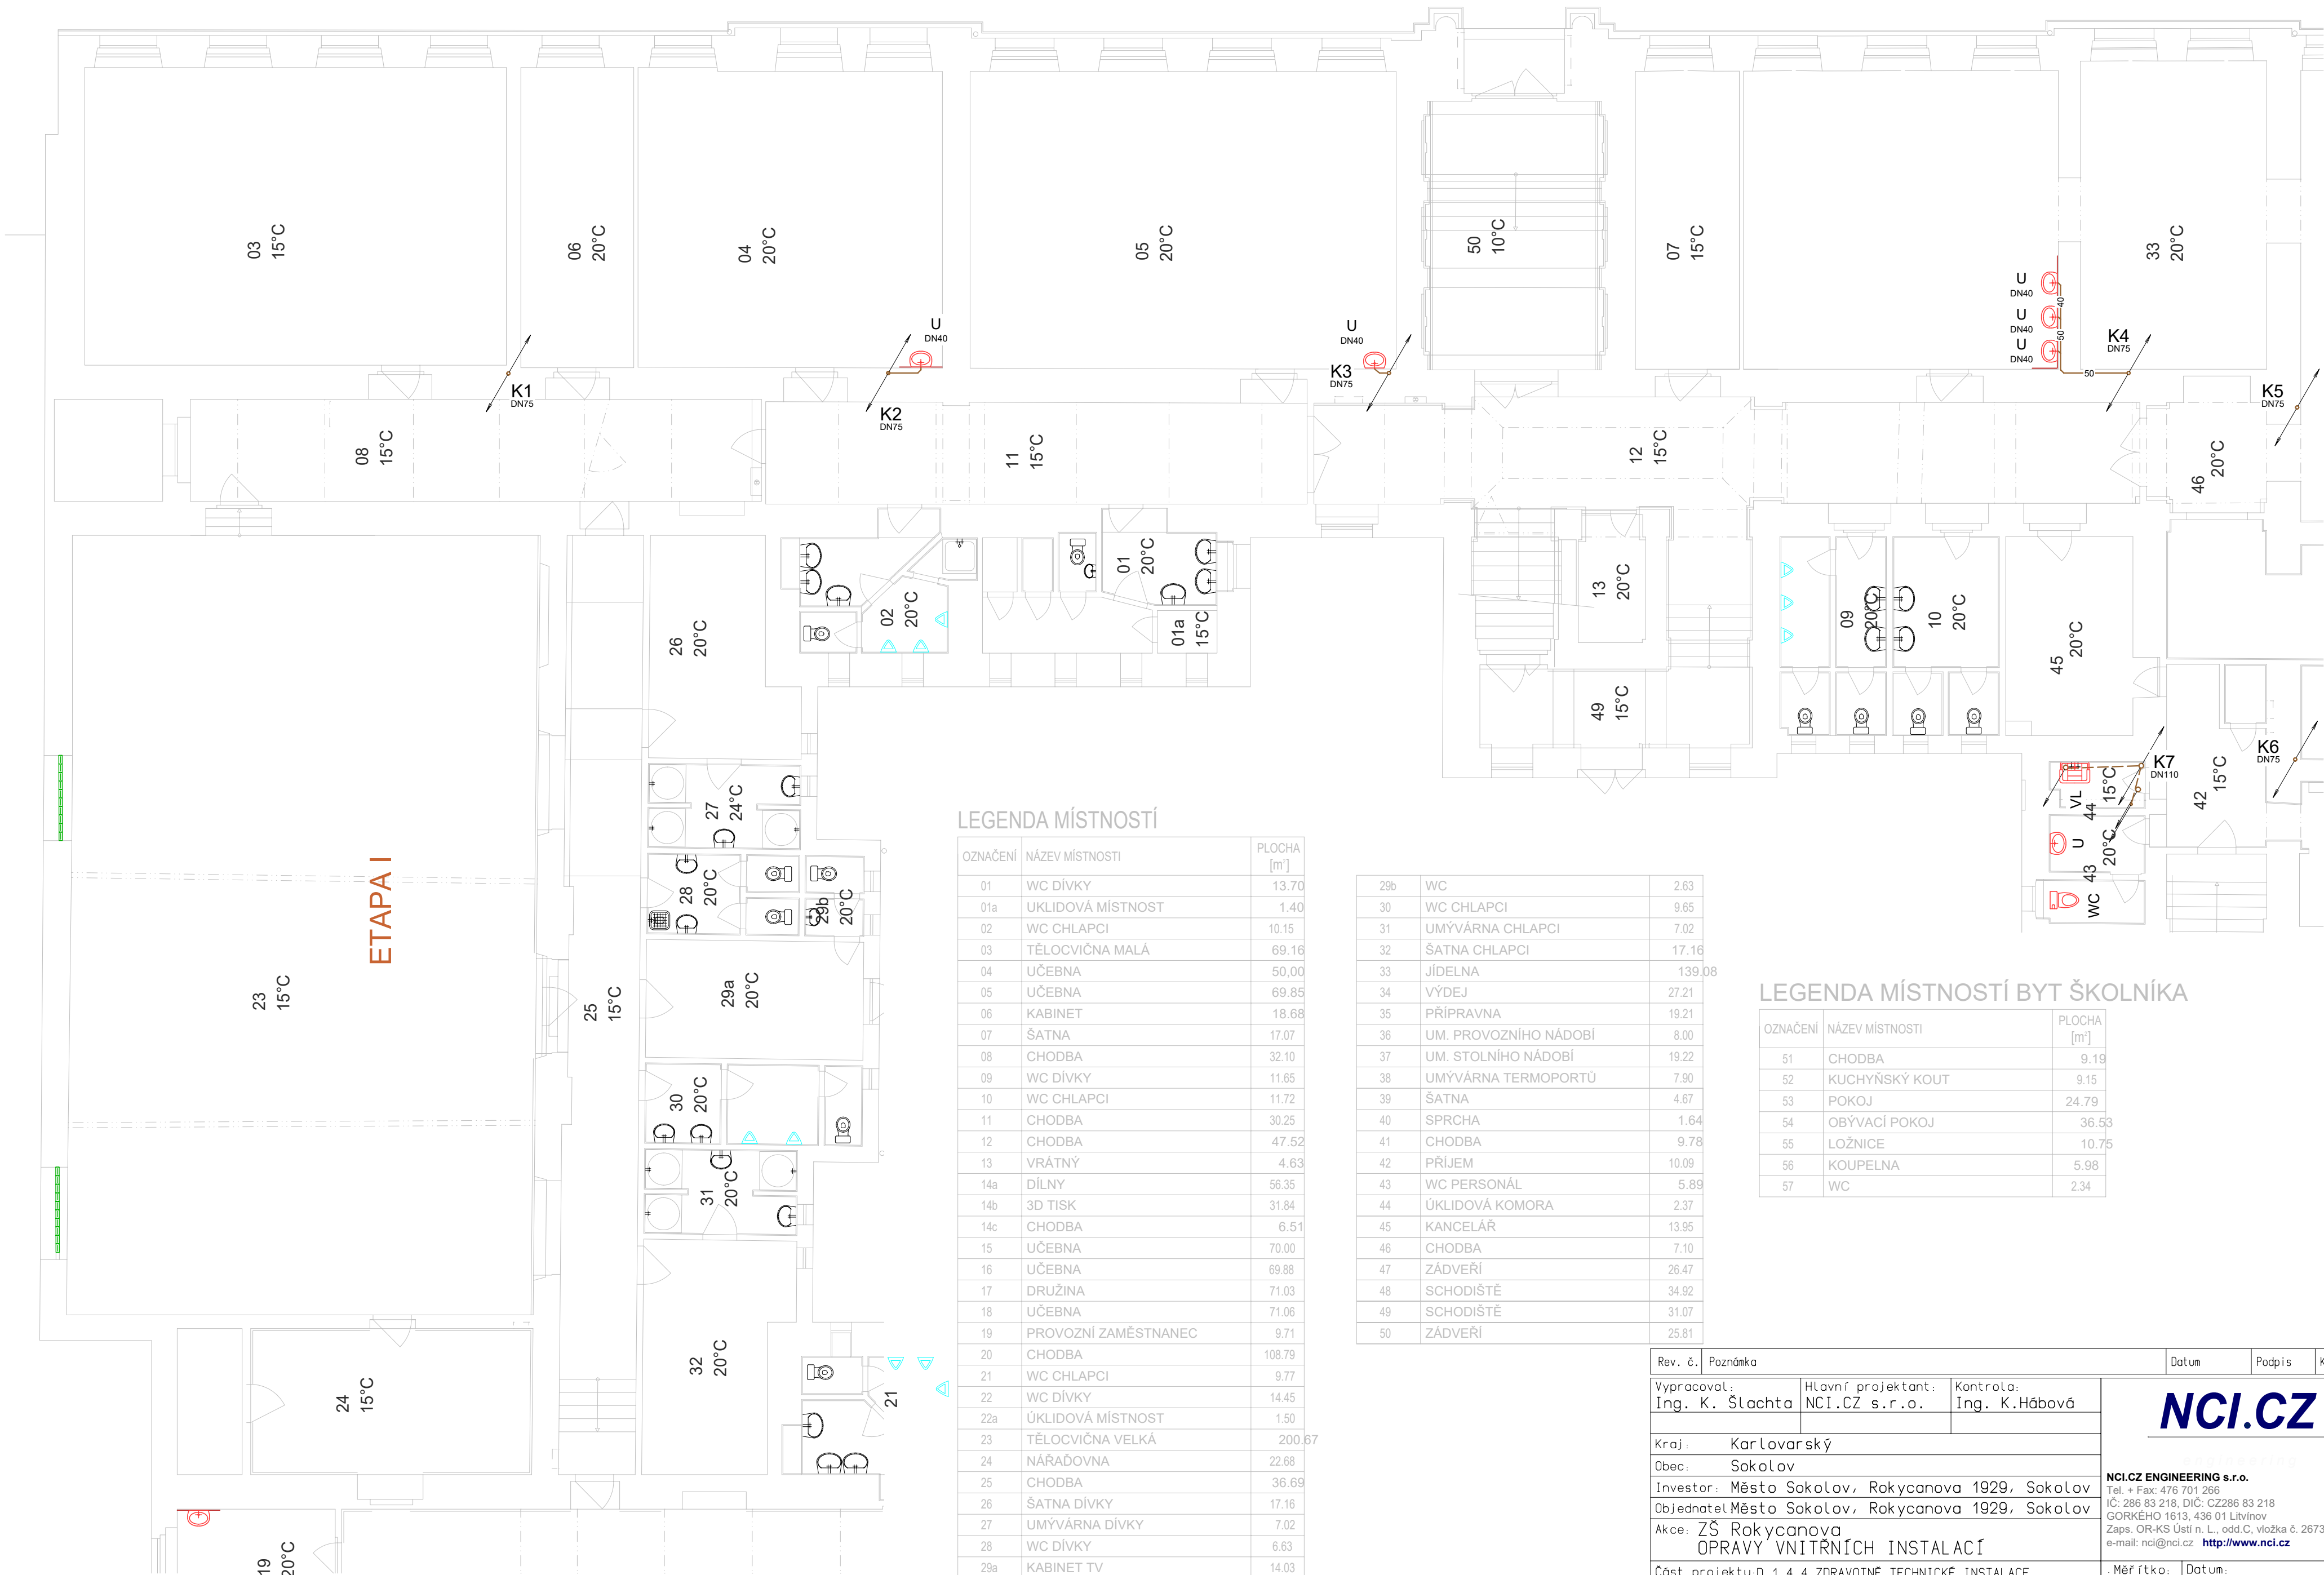 03
15°C
06
20°C
04
20°C
05
20°C
50
10°C
07
15°C
33
20°C
U
DN40
U
DN40
U
DN40
U
DN40
U
DN40
40
50
50
K1
DN75
K2
DN75
K3
DN75
K4
DN75
K5
DN75
08
15°C
11
15°C
12
15°C
46
20°C
26
20°C
02
20°C
01
20°C
01a
15°C
13
20°C
49
15°C
09
20°C
10
20°C
45
20°C
42
15°C
K6
DN75
K7
DN110
VL
44
15°C
U
43
20°C
WC
27
24°C
28
20°C
29b
20°C
29a
20°C
ETAPA I
23
15°C
25
15°C
30
20°C
31
20°C
32
20°C
24
15°C
21
19
20°C
LEGENDA MÍSTNOSTÍ
OZNAČENÍ NÁZEV MÍSTNOSTI PLOCHA
[m²]
01 WC DÍVKY 13.70
01a UKLIDOVÁ MÍSTNOST 1.40
02 WC CHLAPCI 10.15
03 TĚLOCVIČNA MALÁ 69.16
04 UČEBNA 50,00
05 UČEBNA 69.85
06 KABINET 18.68
07 ŠATNA 17.07
08 CHODBA 32.10
09 WC DÍVKY 11.65
10 WC CHLAPCI 11.72
11 CHODBA 30.25
12 CHODBA 47.52
13 VRÁTNÝ 4.63
14a DÍLNY 56.35
14b 3D TISK 31.84
14c CHODBA 6.51
15 UČEBNA 70.00
16 UČEBNA 69.88
17 DRUŽINA 71.03
18 UČEBNA 71.06
19 PROVOZNÍ ZAMĚSTNANEC 9.71
20 CHODBA 108.79
21 WC CHLAPCI 9.77
22 WC DÍVKY 14.45
22a ÚKLIDOVÁ MÍSTNOST 1.50
23 TĚLOCVIČNA VELKÁ 200.67
24 NÁŘAĎOVNA 22.68
25 CHODBA 36.69
26 ŠATNA DÍVKY 17.16
27 UMÝVÁRNA DÍVKY 7.02
28 WC DÍVKY 6.63
29a KABINET TV 14.03
29b WC 2.63
30 WC CHLAPCI 9.65
31 UMÝVÁRNA CHLAPCI 7.02
32 ŠATNA CHLAPCI 17.16
33 JÍDELNA 139.08
34 VÝDEJ 27.21
35 PŘÍPRAVNA 19.21
36 UM. PROVOZNÍHO NÁDOBÍ 8.00
37 UM. STOLNÍHO NÁDOBÍ 19.22
38 UMÝVÁRNA TERMOPORTŮ 7.90
39 ŠATNA 4.67
40 SPRCHA 1.64
41 CHODBA 9.78
42 PŘÍJEM 10.09
43 WC PERSONÁL 5.89
44 ÚKLIDOVÁ KOMORA 2.37
45 KANCELÁŘ 13.95
46 CHODBA 7.10
47 ZÁDVEŘÍ 26.47
48 SCHODIŠTĚ 34.92
49 SCHODIŠTĚ 31.07
50 ZÁDVEŘÍ 25.81
LEGENDA MÍSTNOSTÍ BYT ŠKOLNÍKA
OZNAČENÍ NÁZEV MÍSTNOSTI PLOCHA
[m²]
51 CHODBA 9.19
52 KUCHYŇSKÝ KOUT 9.15
53 POKOJ 24.79
54 OBÝVACÍ POKOJ 36.53
55 LOŽNICE 10.75
56 KOUPELNA 5.98
57 WC 2.34
Rev. č. Poznámka Datum Podpis
Vypracoval: Hlavní projektant: Kontrola:
Ing. K. Šlachta NCI.CZ s.r.o. Ing. K.Hábová
Kraj: Karlovarský
Obec: Sokolov
Investor: Město Sokolov, Rokycanova 1929, Sokolov
Objednatel Město Sokolov, Rokycanova 1929, Sokolov
Akce: ZŠ Rokycanova
OPRAVY VNITŘNÍCH INSTALACÍ
Část projektu:D.1.4.4 ZDRAVOTNĚ TECHNICKÉ INSTALACE
NCI.CZ
engineering
NCI.CZ ENGINEERING s.r.o.
Tel. + Fax: 476 701 266
IČ: 286 83 218, DIČ: CZ286 83 218
GORKÉHO 1613, 436 01 Litvínov
Zaps. OR-KS Ústí n. L., odd.C, vložka č. 2673
e-mail: nci@nci.cz http://www.nci.cz
Měřítko: Datum: